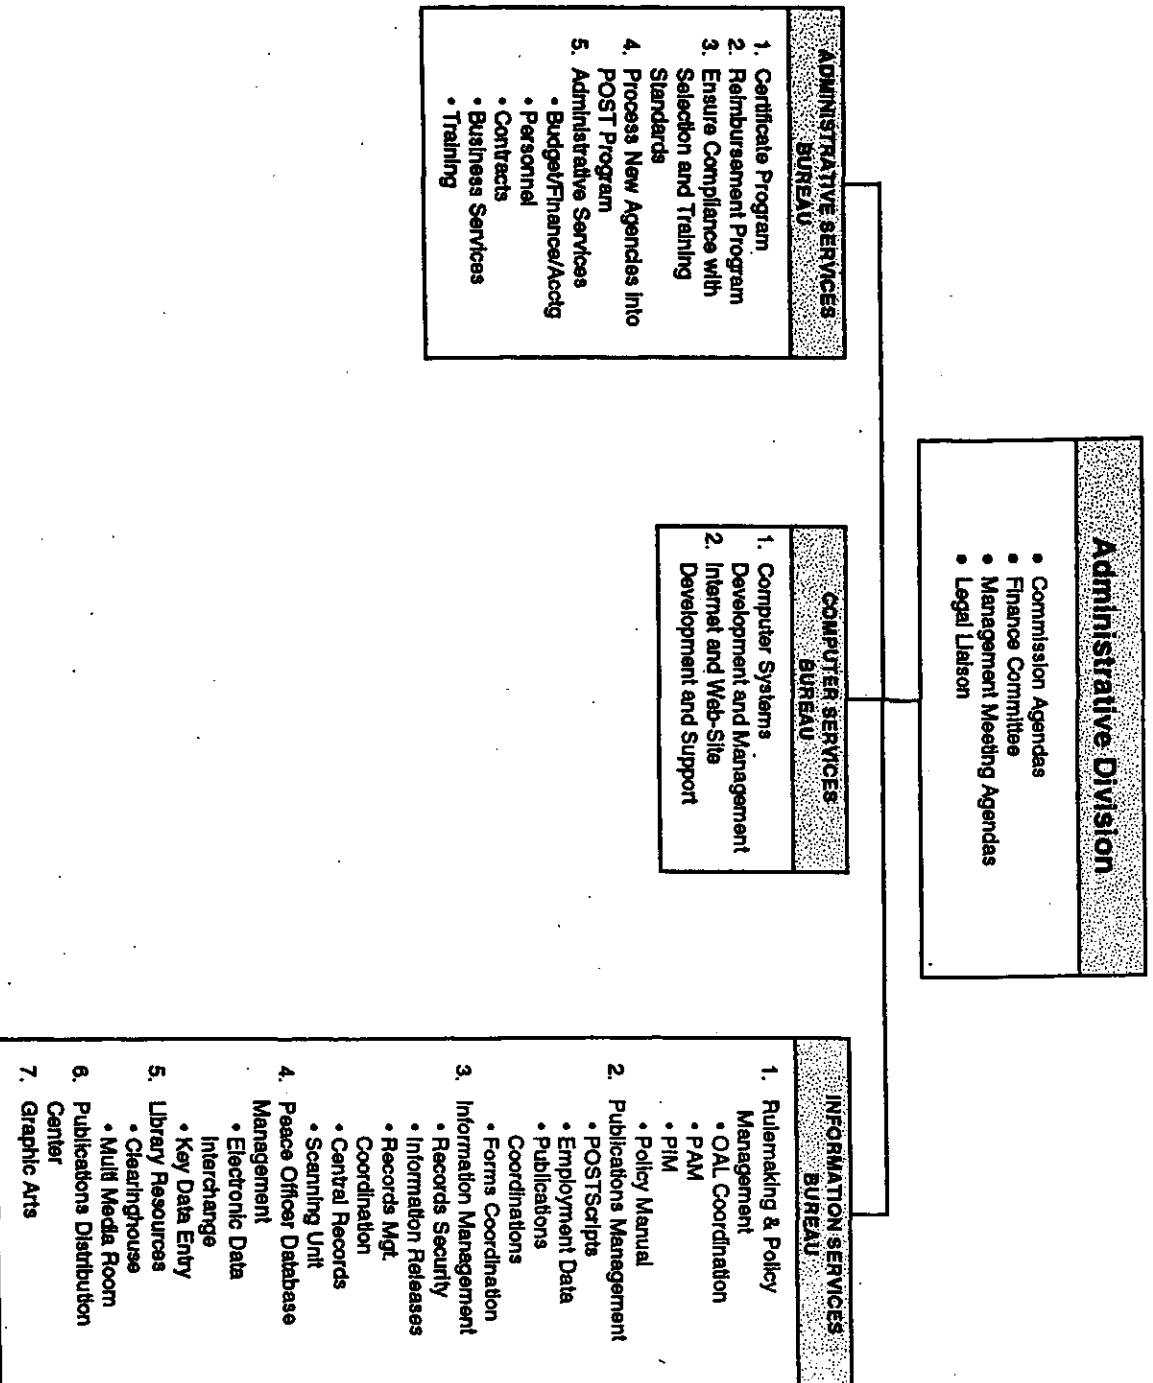 Administrative Division
• Commission Agendas
• Finance Committee
• Management Meeting Agendas
• Legal Liaison
ADMINISTRATIVE SERVICES
BUREAU
1. Certificate Program
2. Reimbursement Program
3. Ensure Compliance with
Selection and Training
Standards
4. Process New Agencies into
POST Program
5. Administrative Services
• Budget/Finance/Acctg
• Personnel
• Contracts
• Business Services
• Training
COMPUTER SERVICES
BUREAU
1. Computer Systems
Development and Management
2. Internet and Web-Site
Development and Support
INFORMATION SERVICES
BUREAU
1. Rulemaking & Policy
Management
• OAL Coordination
• PAM
• PIM
• Policy Manual
2. Publications Management
• POSTScripts
• Employment Data
• Publications
Coordinations
• Forms Coordination
3. Information Management
• Records Security
• Information Releases
• Records Mgt.
Coordination
• Central Records
• Scanning Unit
4. Peace Officer Database
Management
• Electronic Data
Interchange
• Key Data Entry
5. Library Resources
• Clearinghouse
• Multi Media Room
6. Publications Distribution
Center
7. Graphic Arts